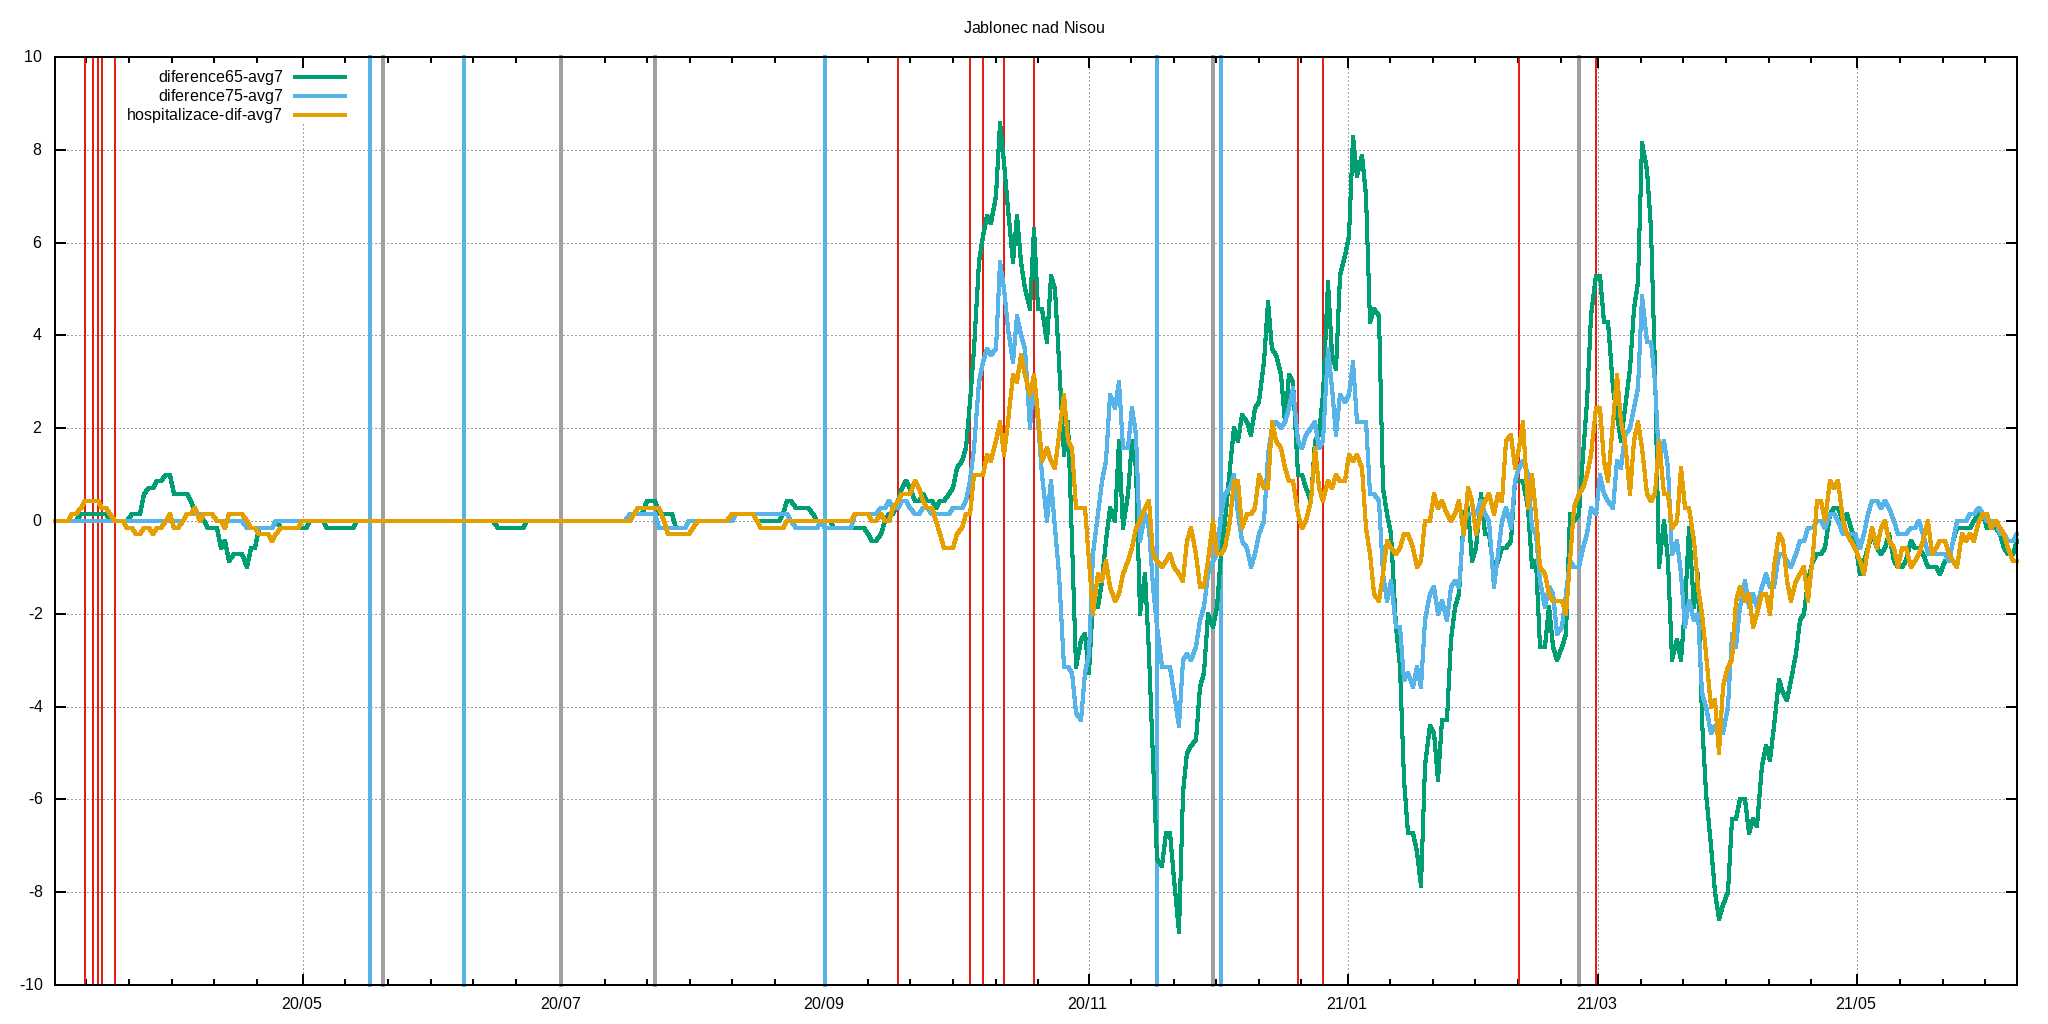 Jablonec nad Nisou
diference65-avg7
diference75-avg7
hospitalizace-dif-avg7
10
8
6
4
2
0
-2
-4
-6
-8
-10
20/05 20/07 20/09 20/11 21/01 21/03 21/05